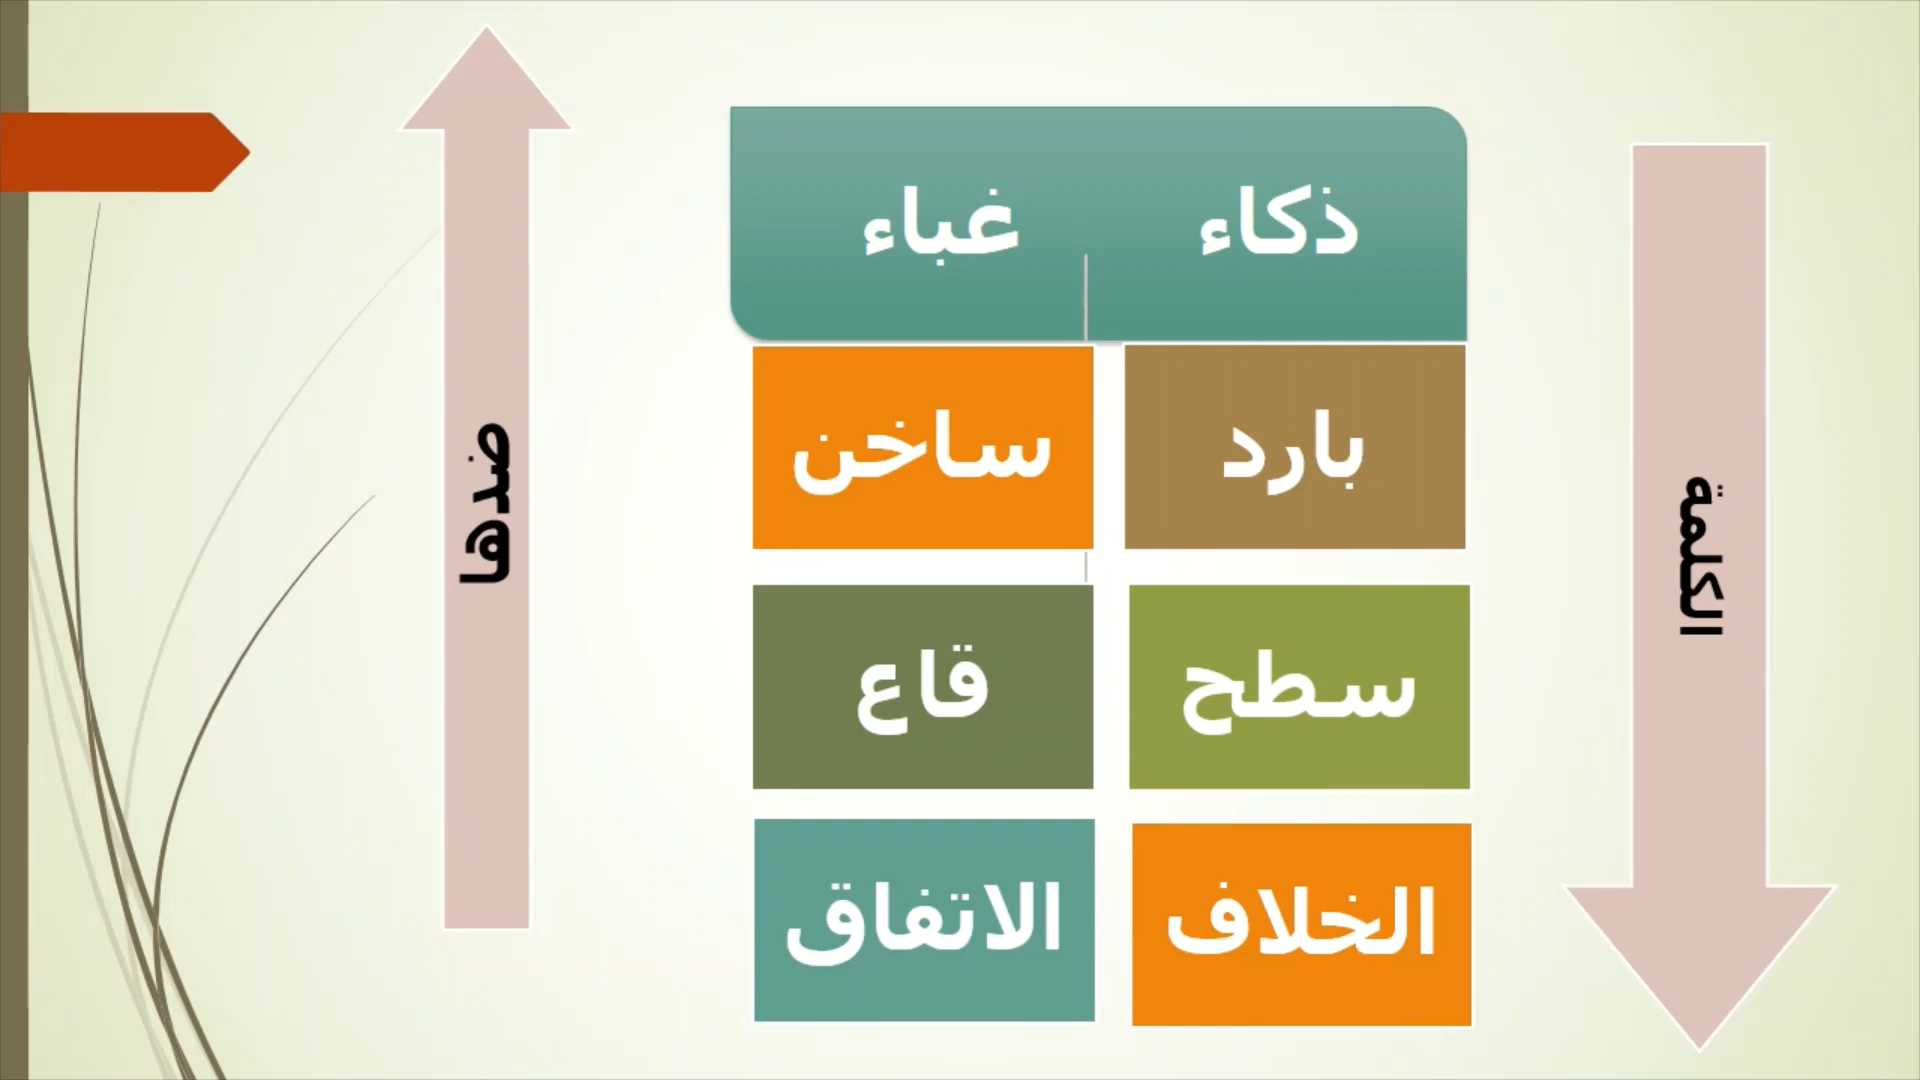 الكلمة
ضدها
ذكاء غباء
بارد ساخن
سطح قاع
الخلاف الاتفاق